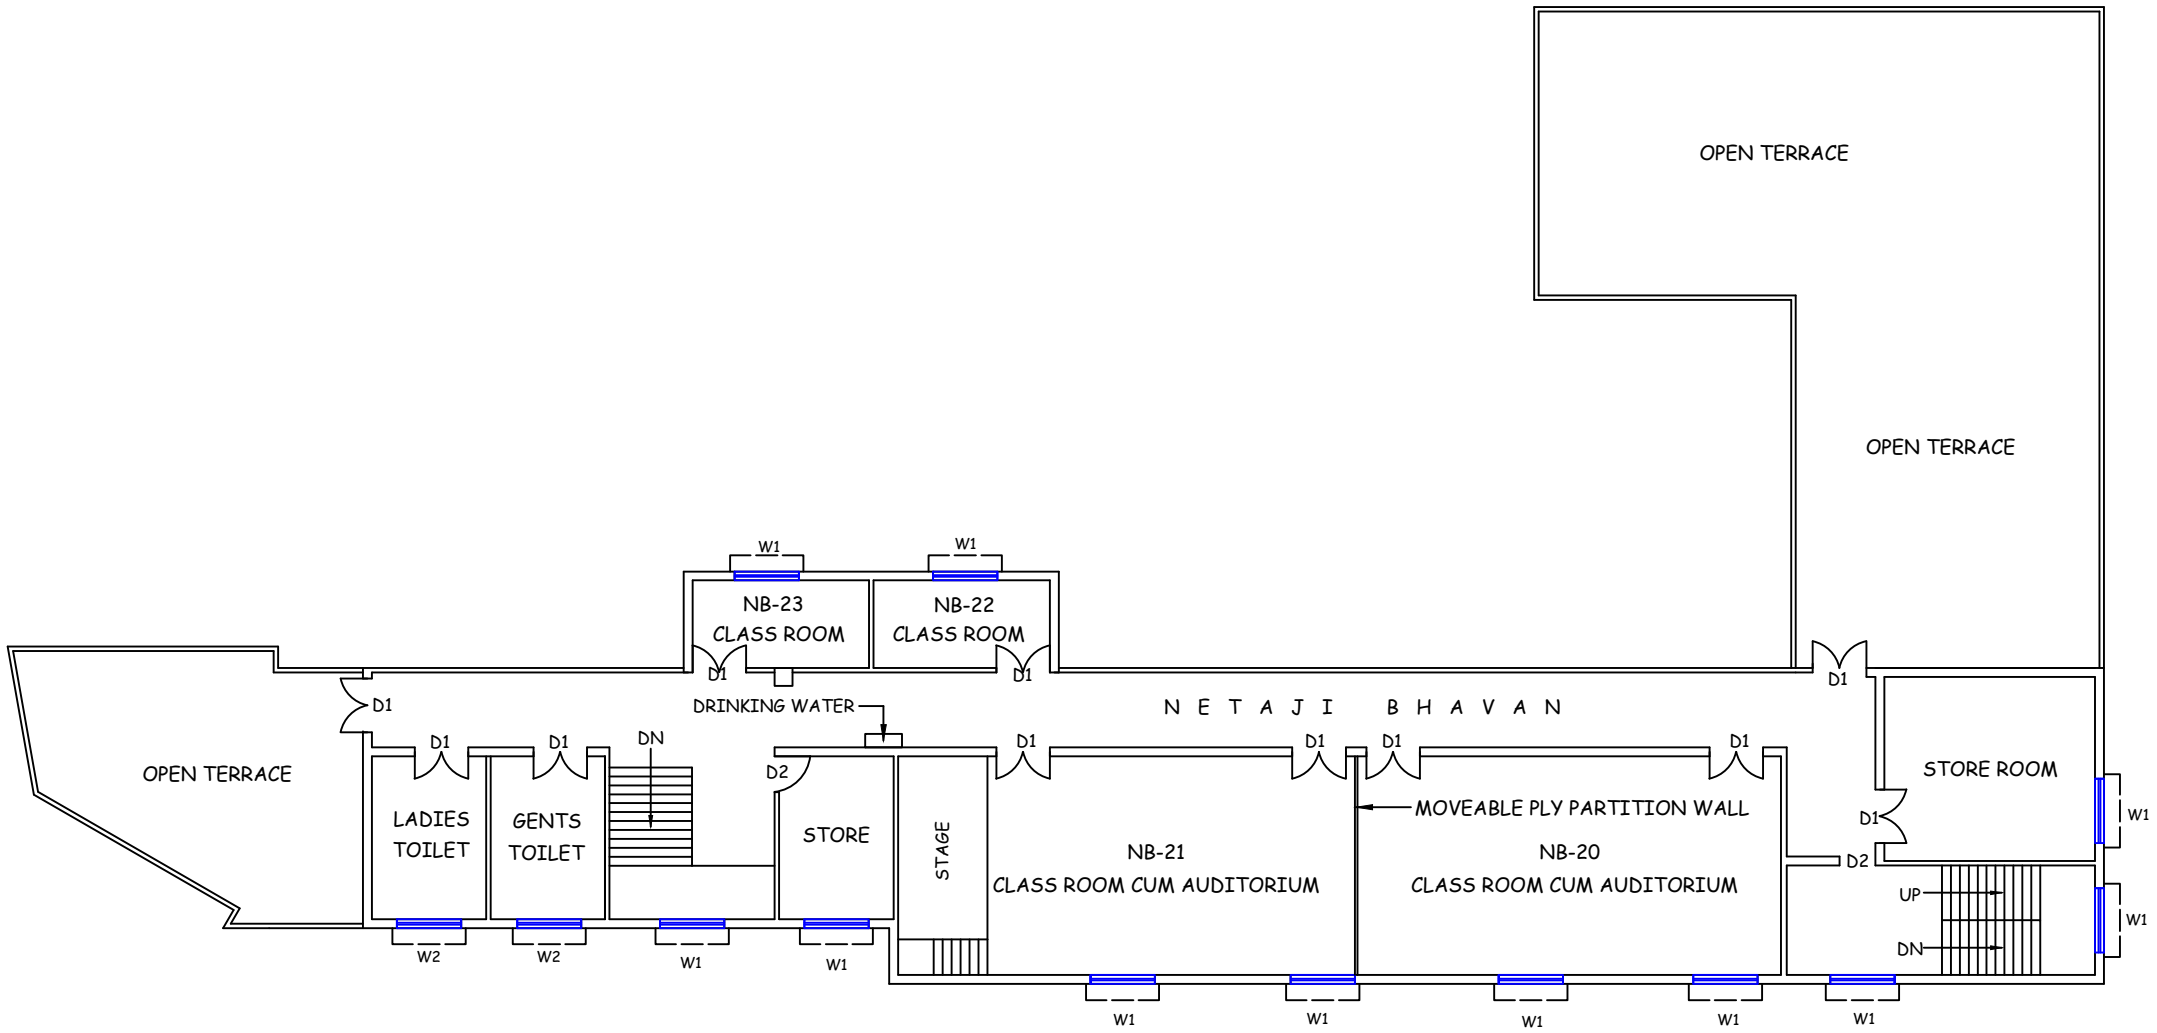 OPEN TERRACE
OPEN TERRACE
W1
W1
NB-23
CLASS ROOM
NB-22
CLASS ROOM
D1
D1
D1
D1
DRINKING WATER
NETAJI BHAVAN
D1
D1
DN
D1
D1
D1
D1
D2
OPEN TERRACE
STORE ROOM
LADIES
TOILET
GENTS
TOILET
STORE
STAGE
MOVEABLE PLY PARTITION WALL
D1
W1
NB-21
CLASS ROOM CUM AUDITORIUM
NB-20
CLASS ROOM CUM AUDITORIUM
D2
UP
DN
W1
W2
W2
W1
W1
W1
W1
W1
W1
W1